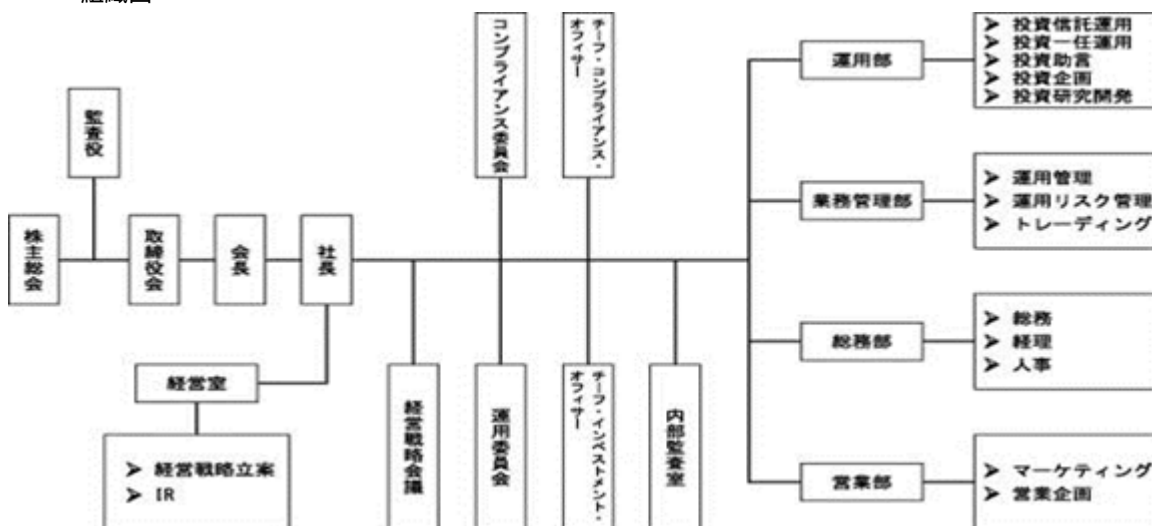 組織図
監査役
株主総会
取締役会
会長
社長
経営室
➢ 経営戦略立案
➢ IR
コンプライアンス委員会
チーフ・コンプライアンス・
オフィサー
経営戦略会議
運用委員会
チーフ・インベストメント・
オフィサー
内部監査室
運用部
➢ 投資信託運用
➢ 投資一任運用
➢ 投資助言
➢ 投資企画
➢ 投資研究開発
業務管理部
➢ 運用管理
➢ 運用リスク管理
➢ トレーディング
総務部
➢ 総務
➢ 経理
➢ 人事
営業部
➢ マーケティング
➢ 営業企画